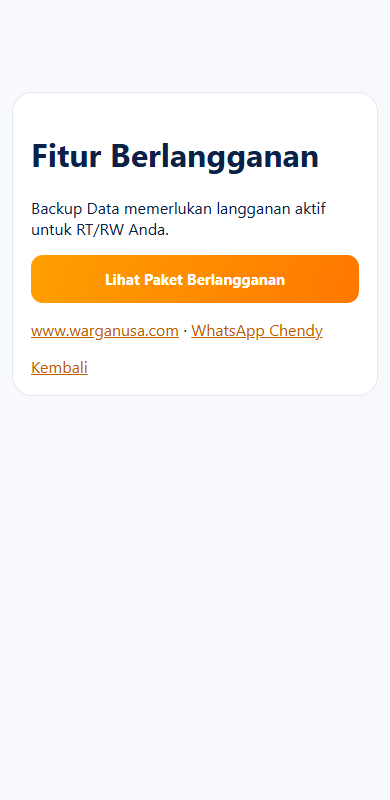 Fitur Berlangganan
Backup Data memerlukan langganan aktif
untuk RT/RW Anda.
Lihat Paket Berlangganan
www.warganusa.com · WhatsApp Chendy
Kembali